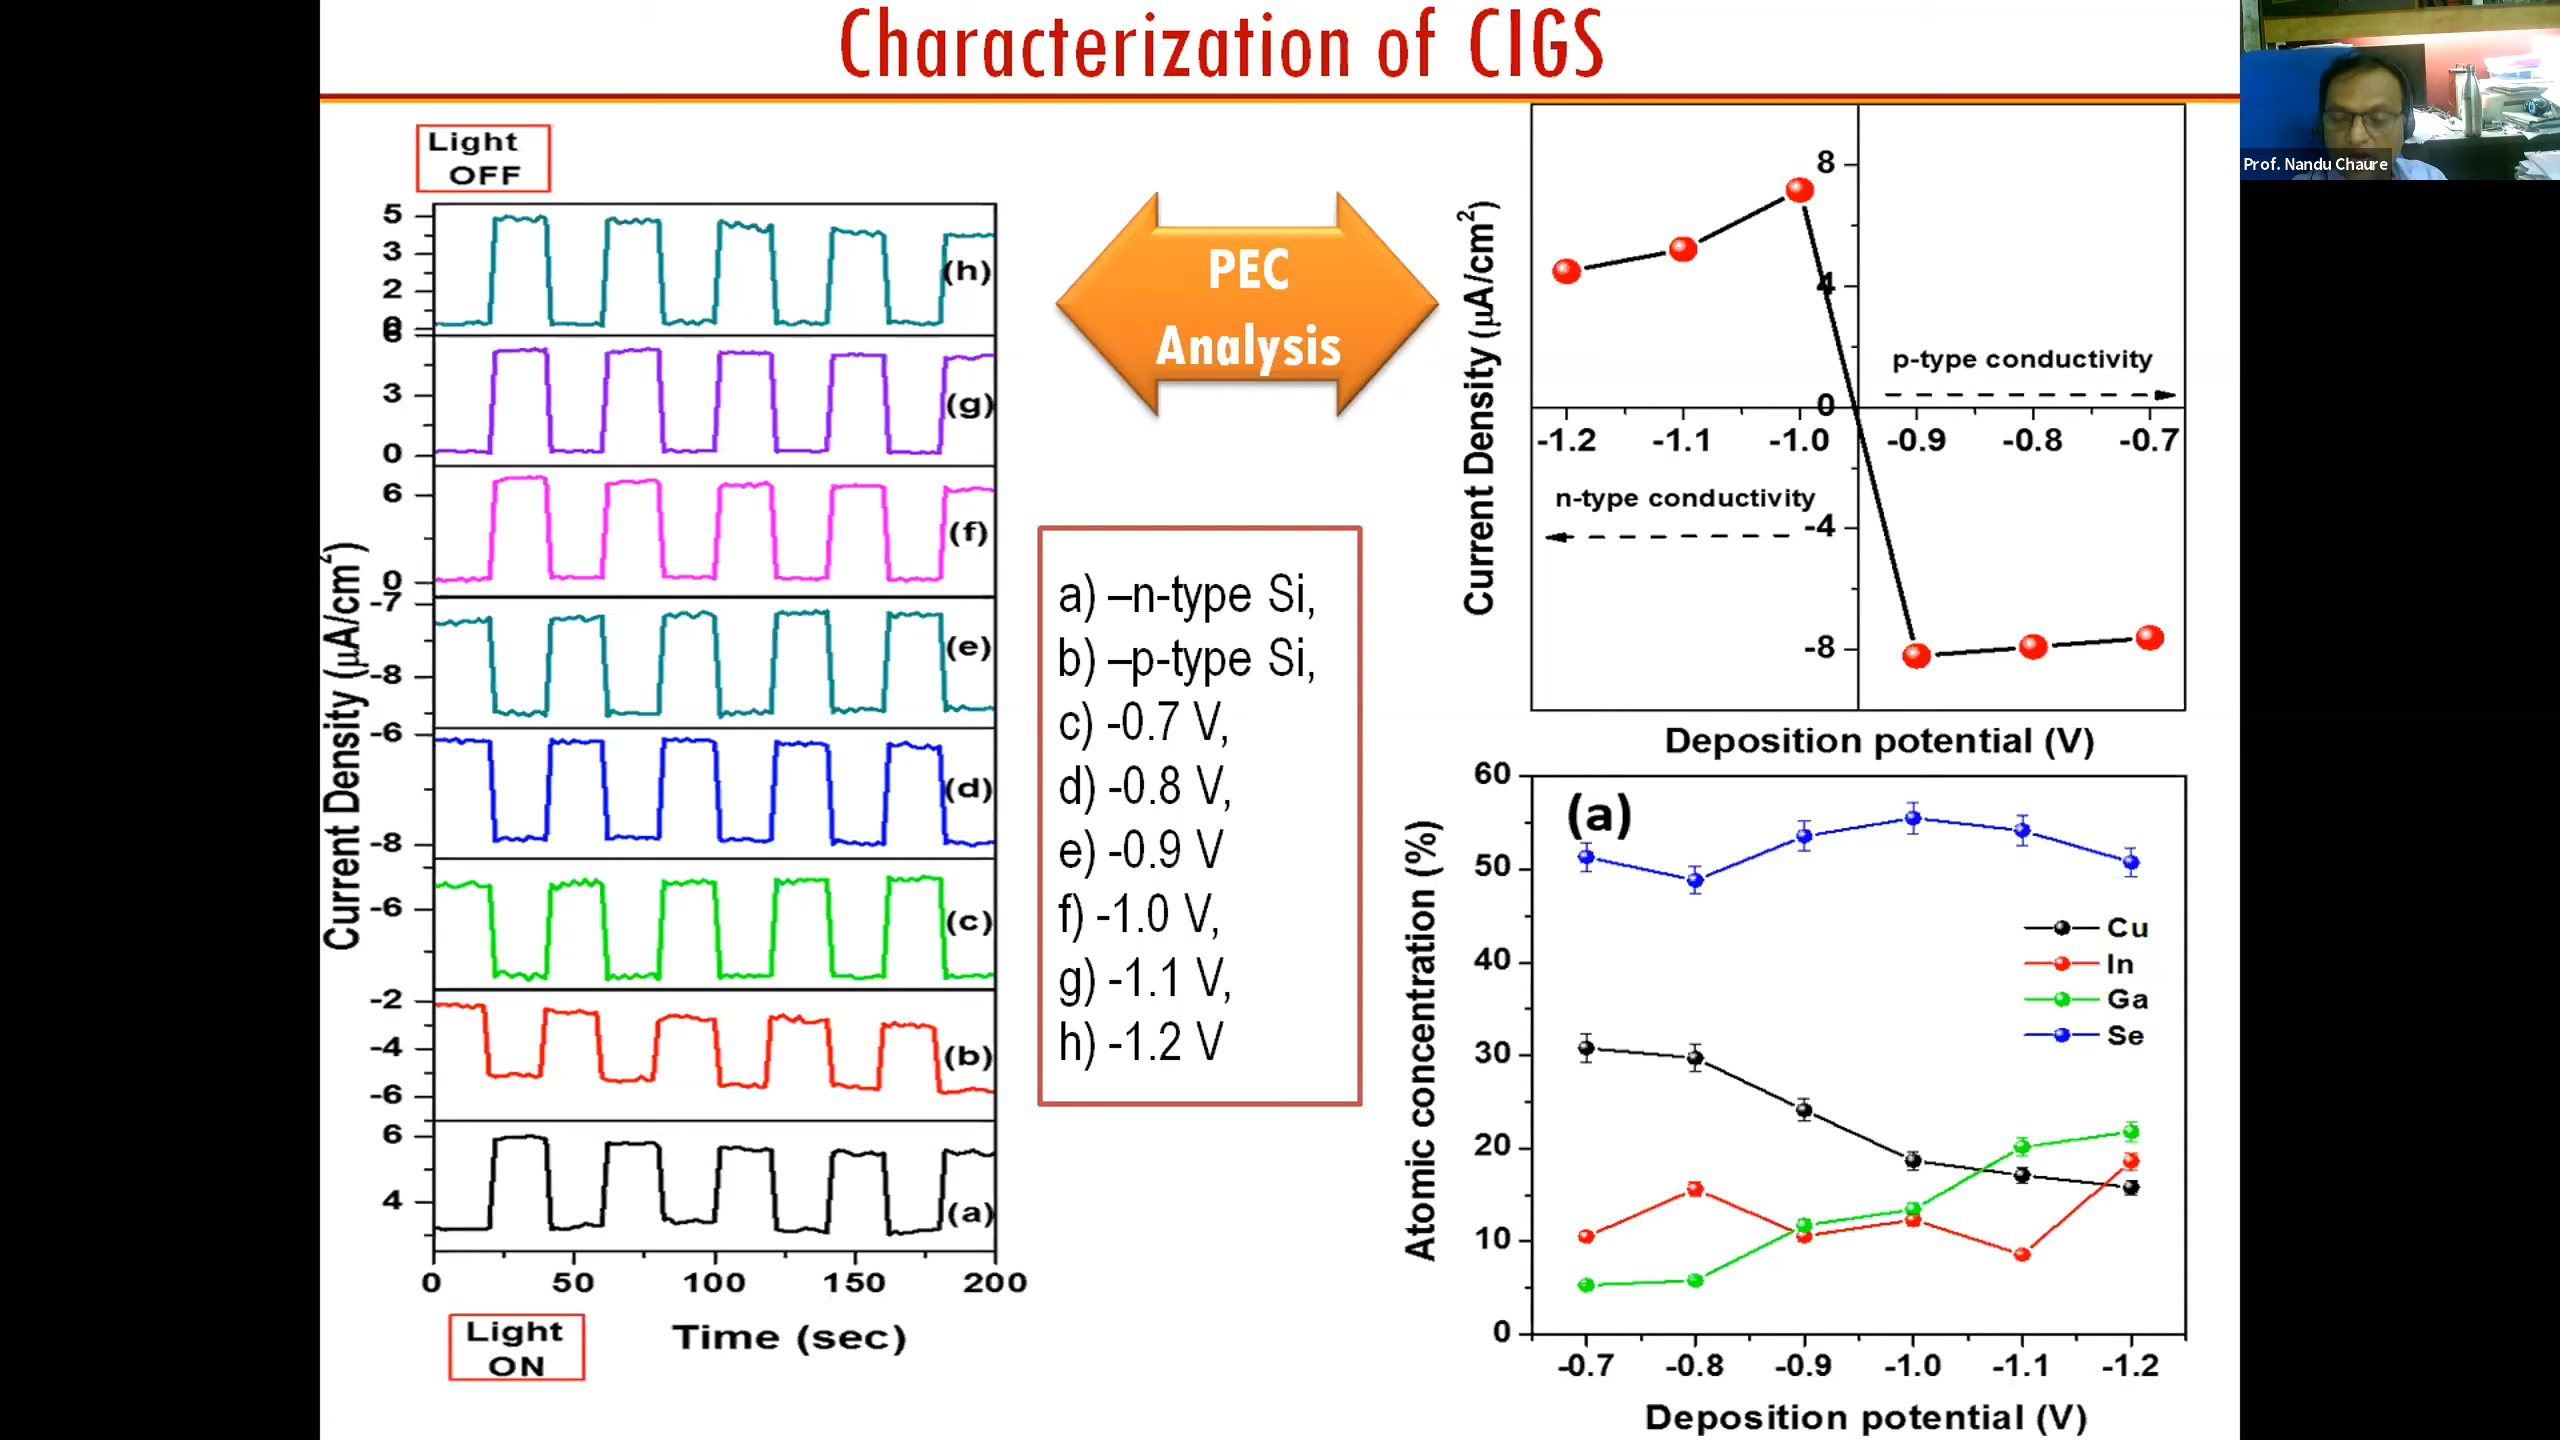 Characterization of CIGS
Prof. Nandu Chaure
Light
OFF
Current Density (μA/cm²)
5
3
2
0
(h)
6
3
0
(g)
6
0
(f)
-7
-8
(e)
-6
-8
(d)
-6
(c)
-2
-4
-6
(b)
6
4
(a)
0 50 100 150 200
Light
ON
Time (sec)
PEC
Analysis
a) –n-type Si,
b) –p-type Si,
c) -0.7 V,
d) -0.8 V,
e) -0.9 V
f) -1.0 V,
g) -1.1 V,
h) -1.2 V
Current Density (μA/cm²)
8
4
0
-4
-8
p-type conductivity
-1.2 -1.1 -1.0 -0.9 -0.8 -0.7
n-type conductivity
Deposition potential (V)
Atomic concentration (%)
60
50
40
30
20
10
0
(a)
Cu
In
Ga
Se
-0.7 -0.8 -0.9 -1.0 -1.1 -1.2
Deposition potential (V)